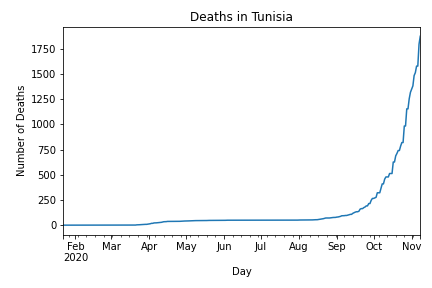 Deaths in Tunisia
Number of Deaths
1750
1500
1250
1000
750
500
250
0
Feb Mar Apr May Jun Jul Aug Sep Oct Nov
2020
Day